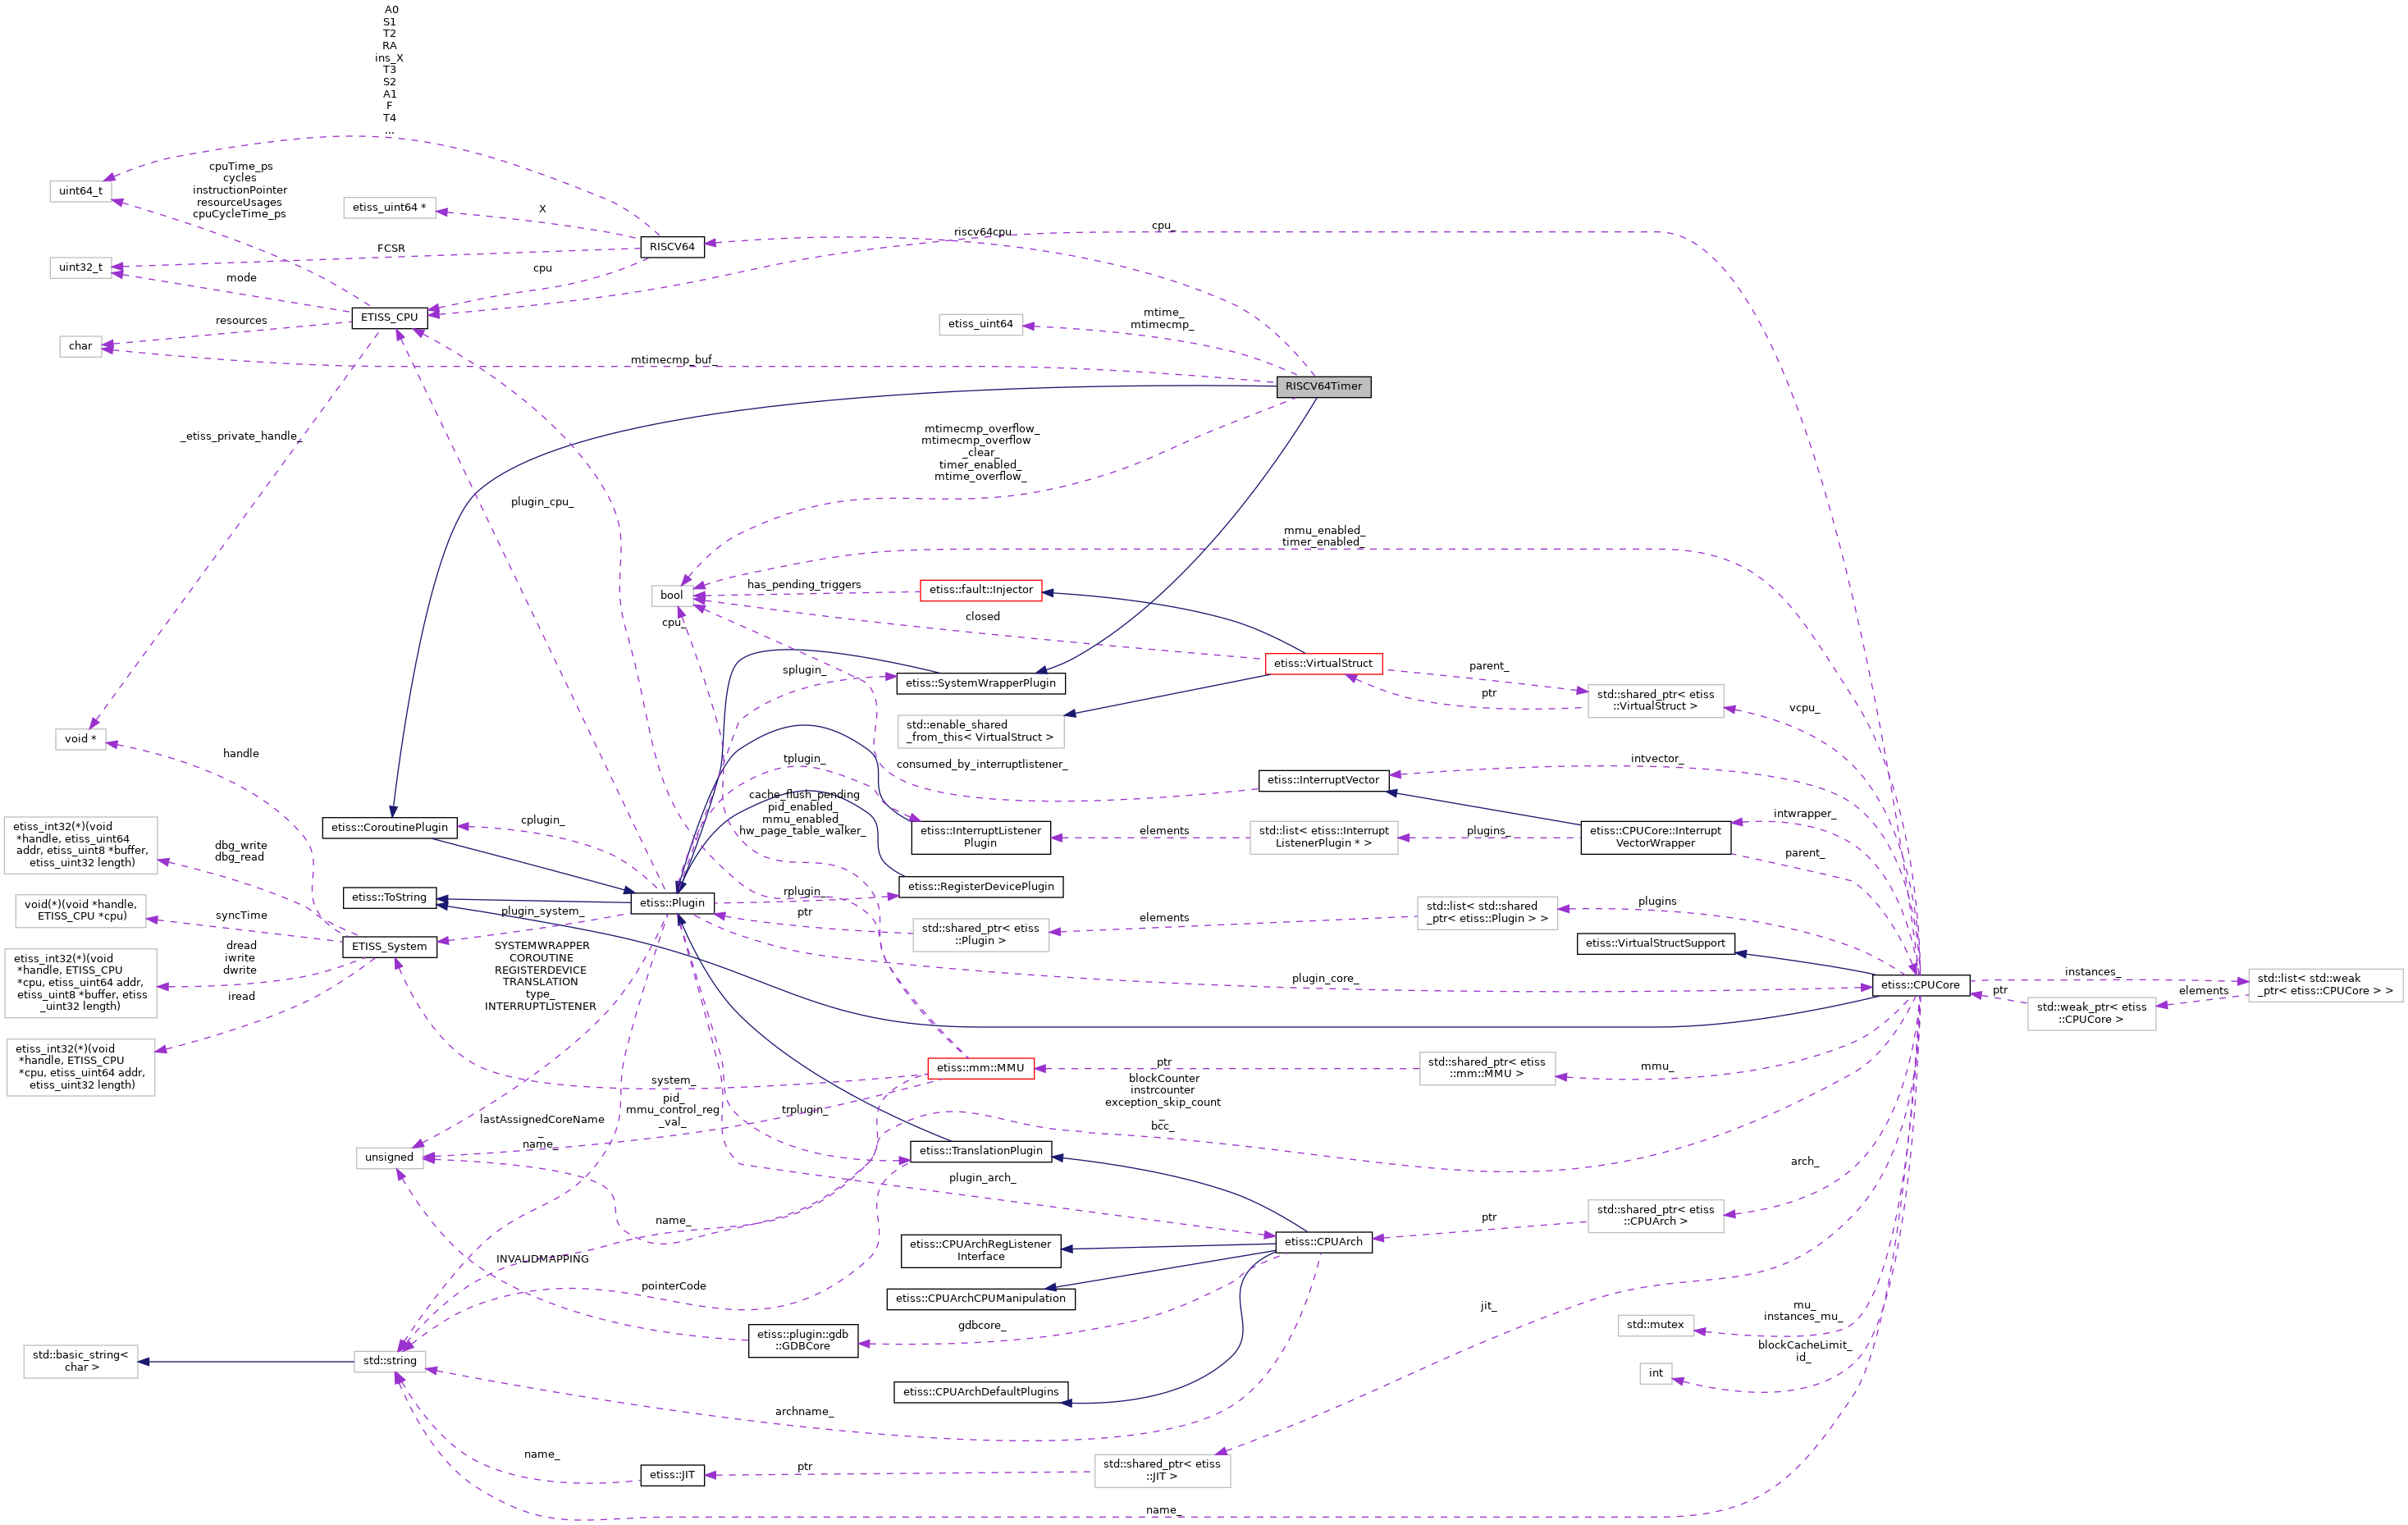 A0
S1
T2
RA
ins_X
T3
S2
A1
F
T4
...
cpuTime_ps
cycles
instructionPointer
resourceUsages
cpuCycleTime_ps
uint64_t
etiss_uint64 *
X
RISCV64
riscv64cpu
cpu_
FCSR
uint32_t
mode
cpu
ETISS_CPU
resources
char
etiss_uint64
mtime_
mtimecmp_
mtimecmp_buf_
RISCV64Timer
_etiss_private_handle_
plugin_cpu_
mtimecmp_overflow_
mtimecmp_overflow
_clear_
timer_enabled_
mtime_overflow_
mmu_enabled_
timer_enabled_
bool
has_pending_triggers
etiss::fault::Injector
closed
cpu_
splugin_
etiss::SystemWrapperPlugin
etiss::VirtualStruct
parent_
ptr
std::shared_ptr< etiss
::VirtualStruct >
std::enable_shared
_from_this< VirtualStruct >
vcpu_
void *
handle
tplugin_
consumed_by_interruptlistener_
etiss::InterruptVector
intvector_
cache_flush_pending
pid_enabled_
mmu_enabled_
hw_page_table_walker_
etiss_int32(*)(void
*handle, etiss_uint64
addr, etiss_uint8 *buffer,
etiss_uint32 length)
dbg_write
dbg_read
etiss::CoroutinePlugin
cplugin_
etiss::InterruptListener
Plugin
elements
std::list< etiss::Interrupt
ListenerPlugin * >
plugins_
etiss::CPUCore::Interrupt
VectorWrapper
intwrapper_
parent_
void(*)(void *handle,
ETISS_CPU *cpu)
syncTime
etiss::ToString
plugin_system_
etiss::Plugin
rplugin_
etiss::RegisterDevicePlugin
ptr
std::shared_ptr< etiss
::Plugin >
elements
std::list< std::shared
_ptr< etiss::Plugin > >
plugins
etiss::VirtualStructSupport
ETISS_System
etiss_int32(*)(void
*handle, ETISS_CPU
*cpu, etiss_uint64 addr,
etiss_uint8 *buffer, etiss
_uint32 length)
dread
iwrite
dwrite
iread
SYSTEMWRAPPER
COROUTINE
REGISTERDEVICE
TRANSLATION
type_
INTERRUPTLISTENER
plugin_core_
etiss::CPUCore
instances_
std::list< std::weak
_ptr< etiss::CPUCore > >
elements
ptr
std::weak_ptr< etiss
::CPUCore >
etiss_int32(*)(void
*handle, ETISS_CPU
*cpu, etiss_uint64 addr,
etiss_uint32 length)
system_
etiss::mm::MMU
ptr
std::shared_ptr< etiss
::mm::MMU >
mmu_
pid_
mmu_control_reg
_val_
trplugin_
blockCounter
instrcounter
exception_skip_count
_
bcc_
lastAssignedCoreName
_
name_
unsigned
etiss::TranslationPlugin
plugin_arch_
arch_
name_
std::shared_ptr< etiss
::CPUArch >
ptr
etiss::CPUArch
etiss::CPUArchRegListener
Interface
INVALIDMAPPING
pointerCode
etiss::CPUArchCPUManipulation
gdbcore_
etiss::plugin::gdb
::GDBCore
jit_
std::mutex
mu_
instances_mu_
std::basic_string<
char >
std::string
blockCacheLimit_
id_
int
etiss::CPUArchDefaultPlugins
archname_
name_
etiss::JIT
ptr
std::shared_ptr< etiss
::JIT >
name_